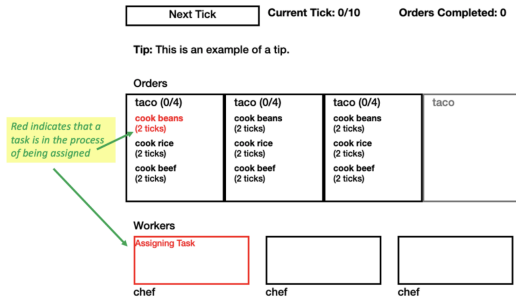 Next Tick
Current Tick: 0/10
Orders Completed: 0
Tip: This is an example of a tip.
Orders
taco (0/4)
cook beans
(2 ticks)
cook rice
(2 ticks)
cook beef
(2 ticks)
taco (0/4)
cook beans
(2 ticks)
cook rice
(2 ticks)
cook beef
(2 ticks)
taco (0/4)
cook beans
(2 ticks)
cook rice
(2 ticks)
cook beef
(2 ticks)
taco
Red indicates that a
task is in the process
of being assigned
Workers
Assigning Task
chef
chef
chef